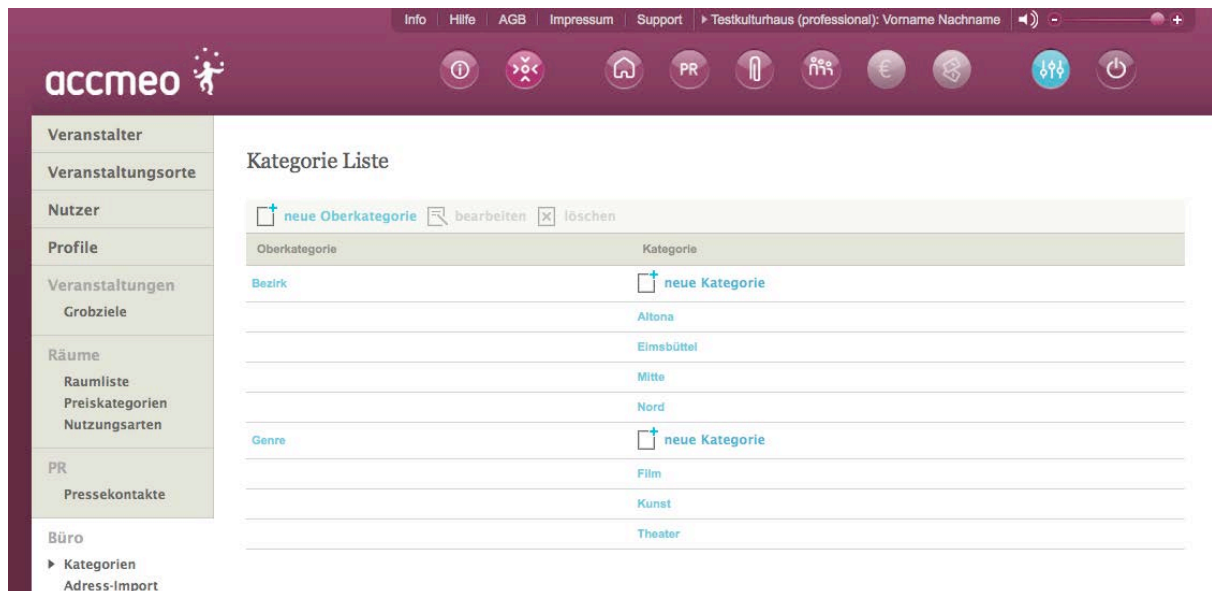 Info Hilfe AGB Impressum Support Testkulturhaus (professional): Vorname Nachname
accmeo
PR
€
Veranstalter
Veranstaltungsorte
Nutzer
Profile
Veranstaltungen
Grobziele
Räume
Raumliste
Preiskategorien
Nutzungsarten
PR
Pressekontakte
Büro
Kategorien
Adress-Import
Kategorie Liste
neue Oberkategorie bearbeiten löschen
Oberkategorie Kategorie
Bezirk neue Kategorie
Altona
Eimsbüttel
Mitte
Nord
Genre neue Kategorie
Film
Kunst
Theater